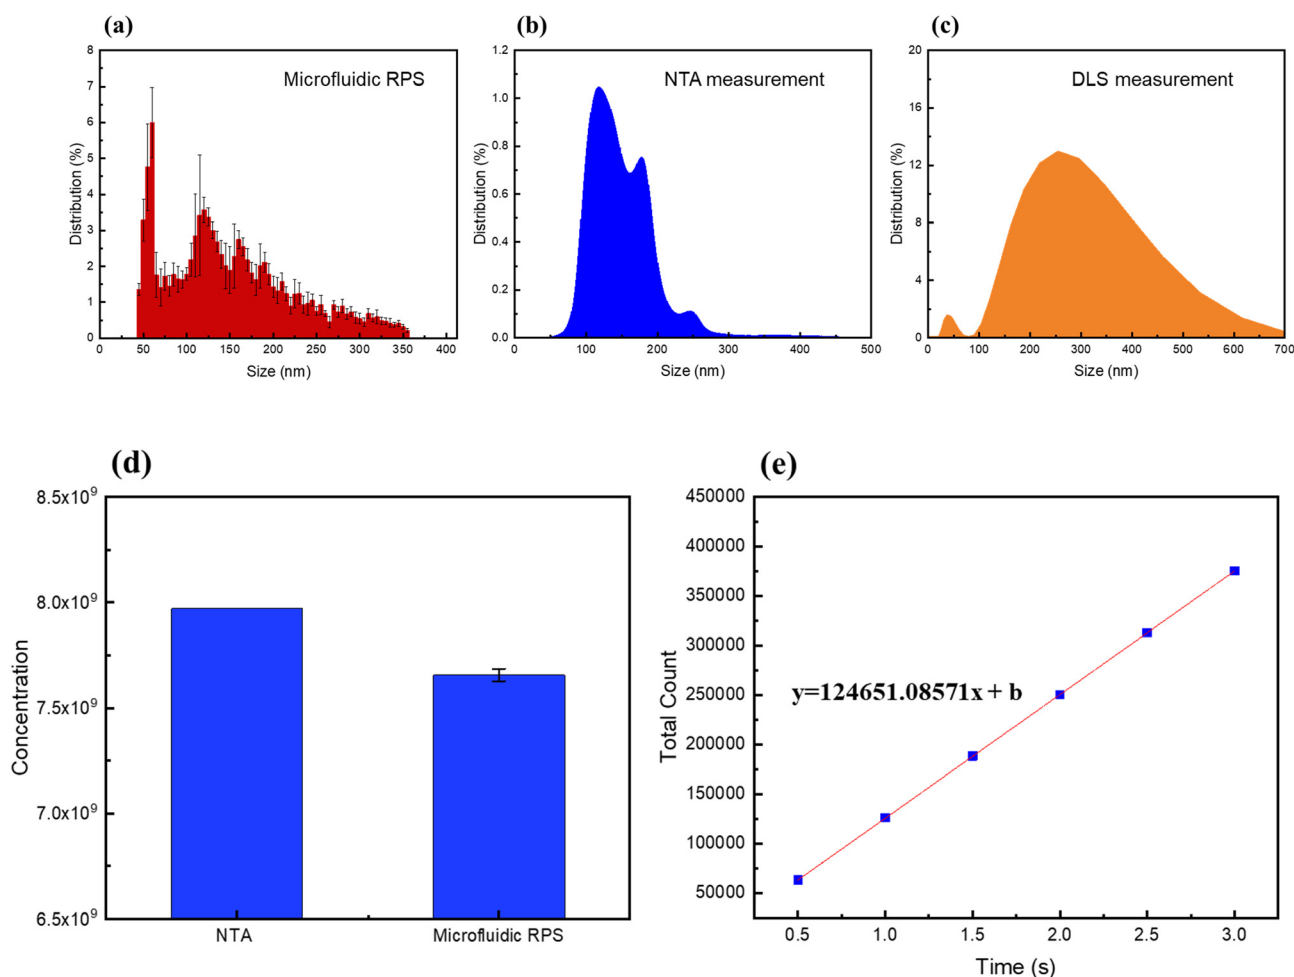 (a)
(b)
(c)
Microfluidic RPS
NTA measurement
DLS measurement
Distribution (%)
8
7
6
5
4
3
2
1
0
0 50 100 150 200 250 300 350 400
Size (nm)
Distribution (%)
1.2
1.0
0.8
0.6
0.4
0.2
0.0
0 100 200 300 400 500
Size (nm)
Distribution (%)
20
16
12
8
4
0
0 100 200 300 400 500 600 700
Size (nm)
(d)
Concentration
8.5x10⁹
8.0x10⁹
7.5x10⁹
7.0x10⁹
6.5x10⁹
NTA Microfluidic RPS
(e)
Total Count
450000
400000
350000
300000
250000
200000
150000
100000
50000
y=124651.08571x + b
0.5 1.0 1.5 2.0 2.5 3.0
Time (s)